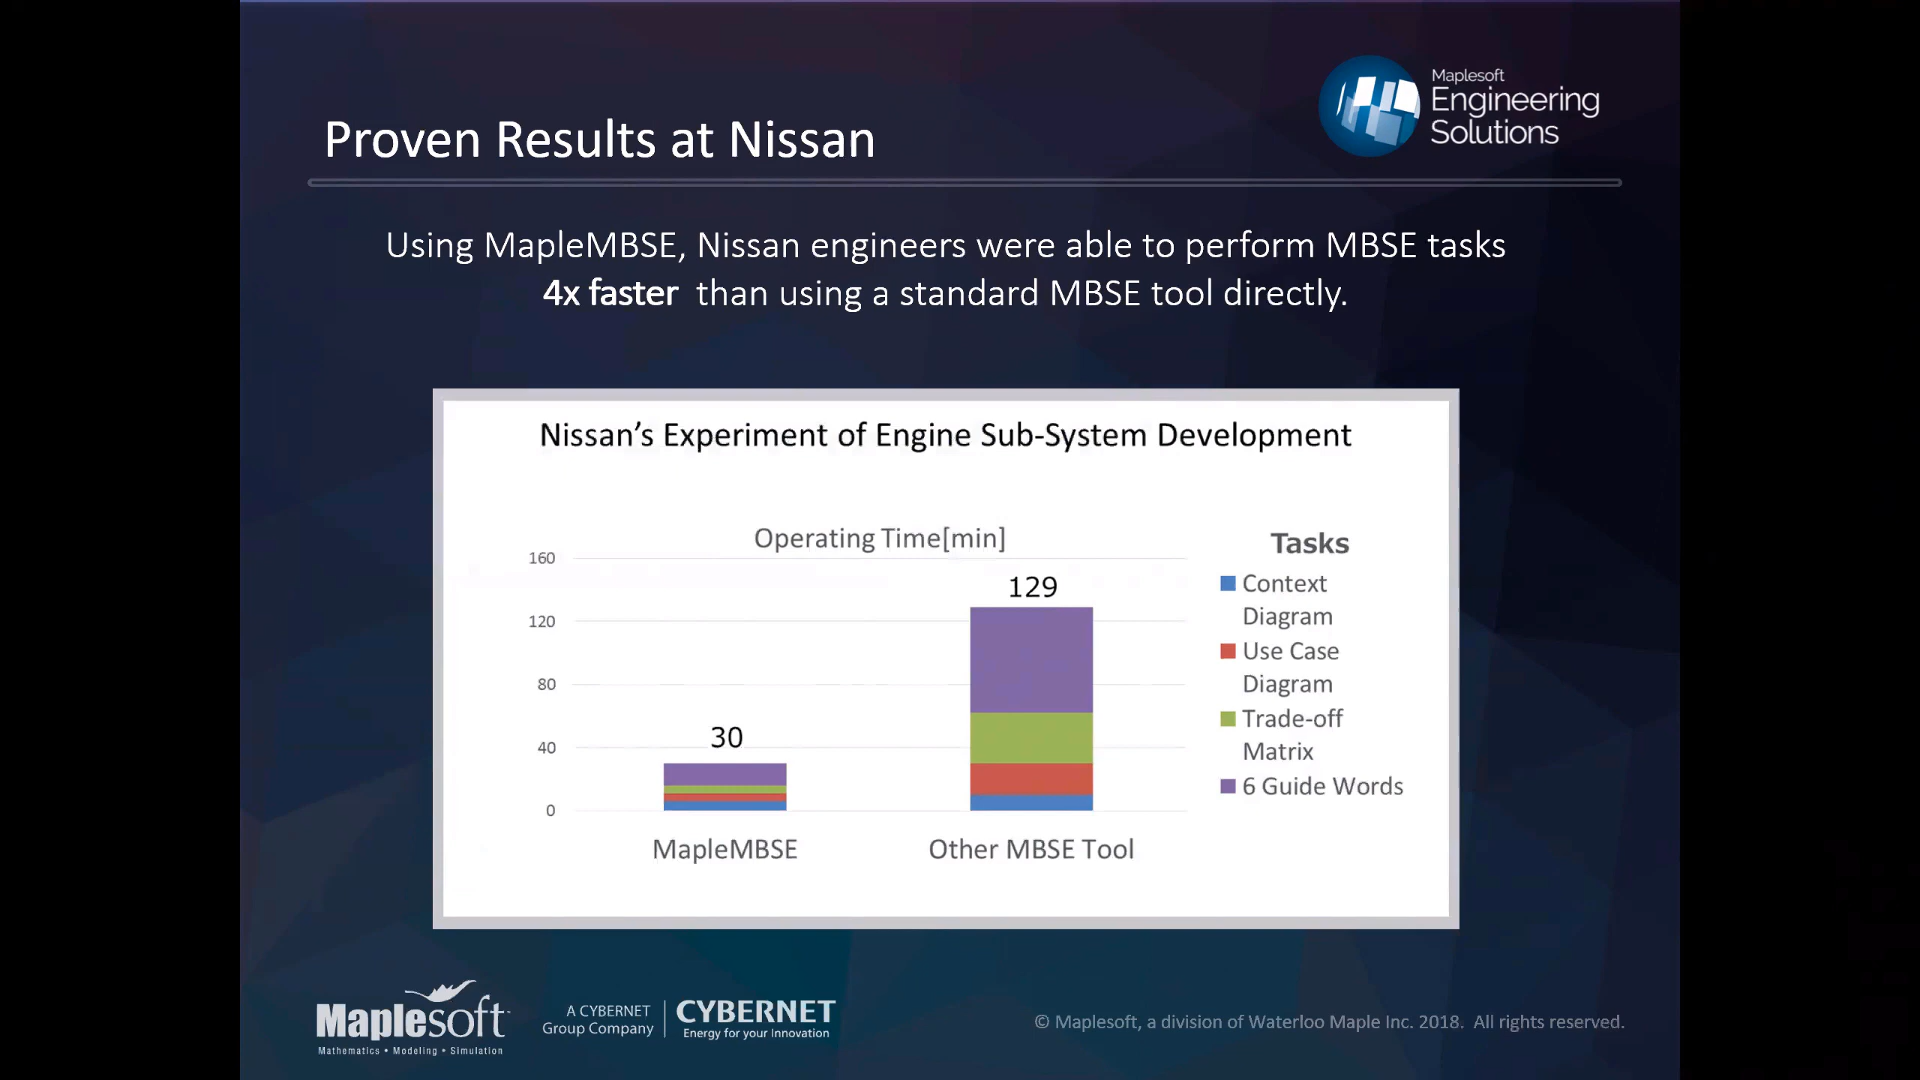 Maplesoft
Engineering
Solutions
Proven Results at Nissan
Using MapleMBSE, Nissan engineers were able to perform MBSE tasks
4x faster than using a standard MBSE tool directly.
Nissan’s Experiment of Engine Sub-System Development
Operating Time[min]
160
120
80
40
0
30
129
MapleMBSE
Other MBSE Tool
Tasks
Context
Diagram
Use Case
Diagram
Trade-off
Matrix
6 Guide Words
Maplesoft
Mathematics • Modeling • Simulation
A CYBERNET
Group Company
CYBERNET
Energy for your Innovation
© Maplesoft, a division of Waterloo Maple Inc. 2018. All rights reserved.